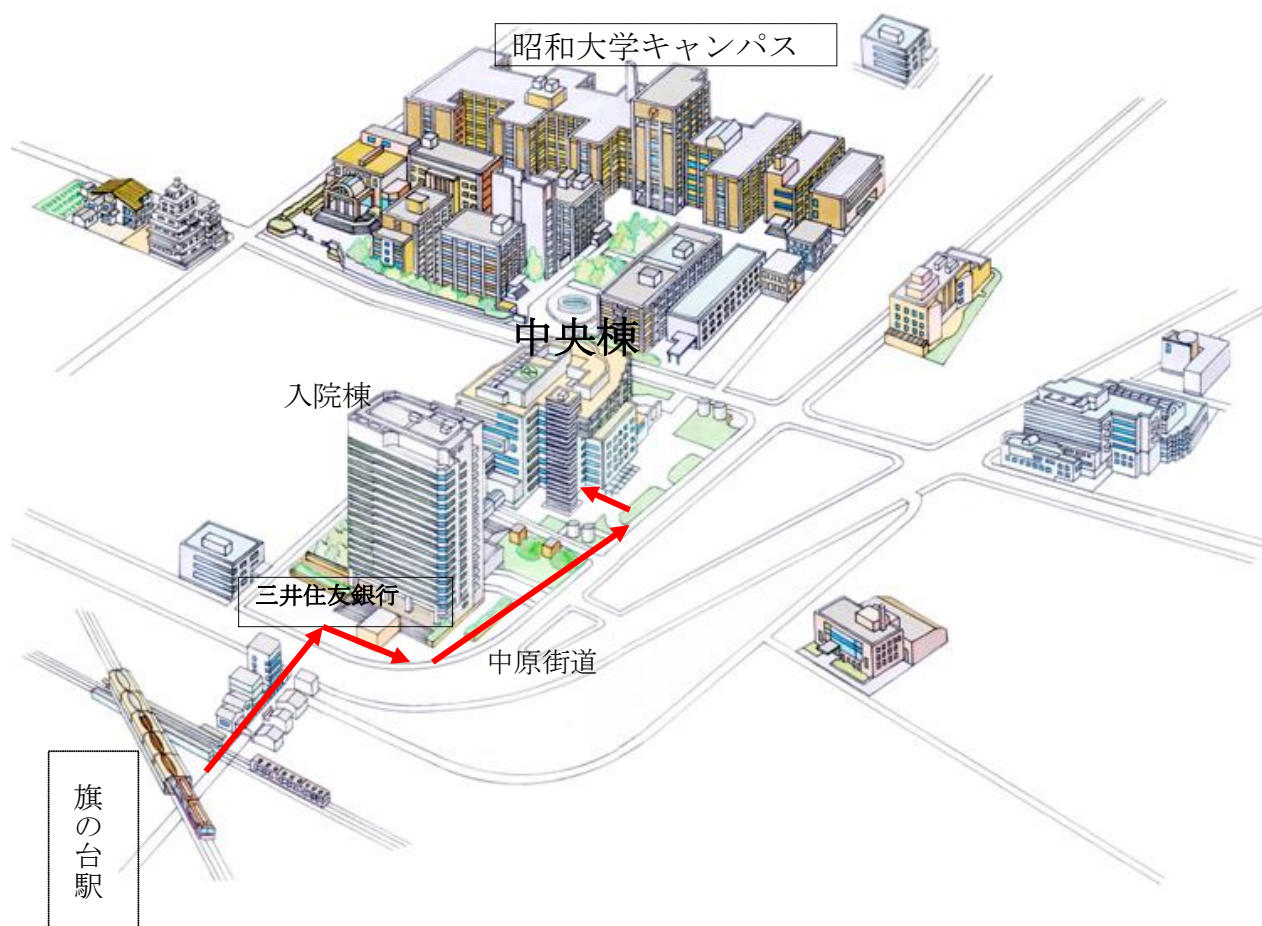 昭和大学キャンパス
中央棟
入院棟
三井住友銀行
中原街道
旗の台駅